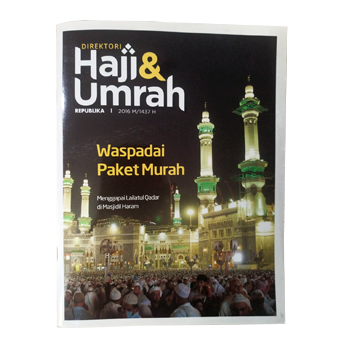 DIREKTORI
Haji&
Umrah
REPUBLIKA | 2016 M/1437 H
Waspadai
Paket Murah
Menggapai Lailatul Qadar
di Masjidil Haram